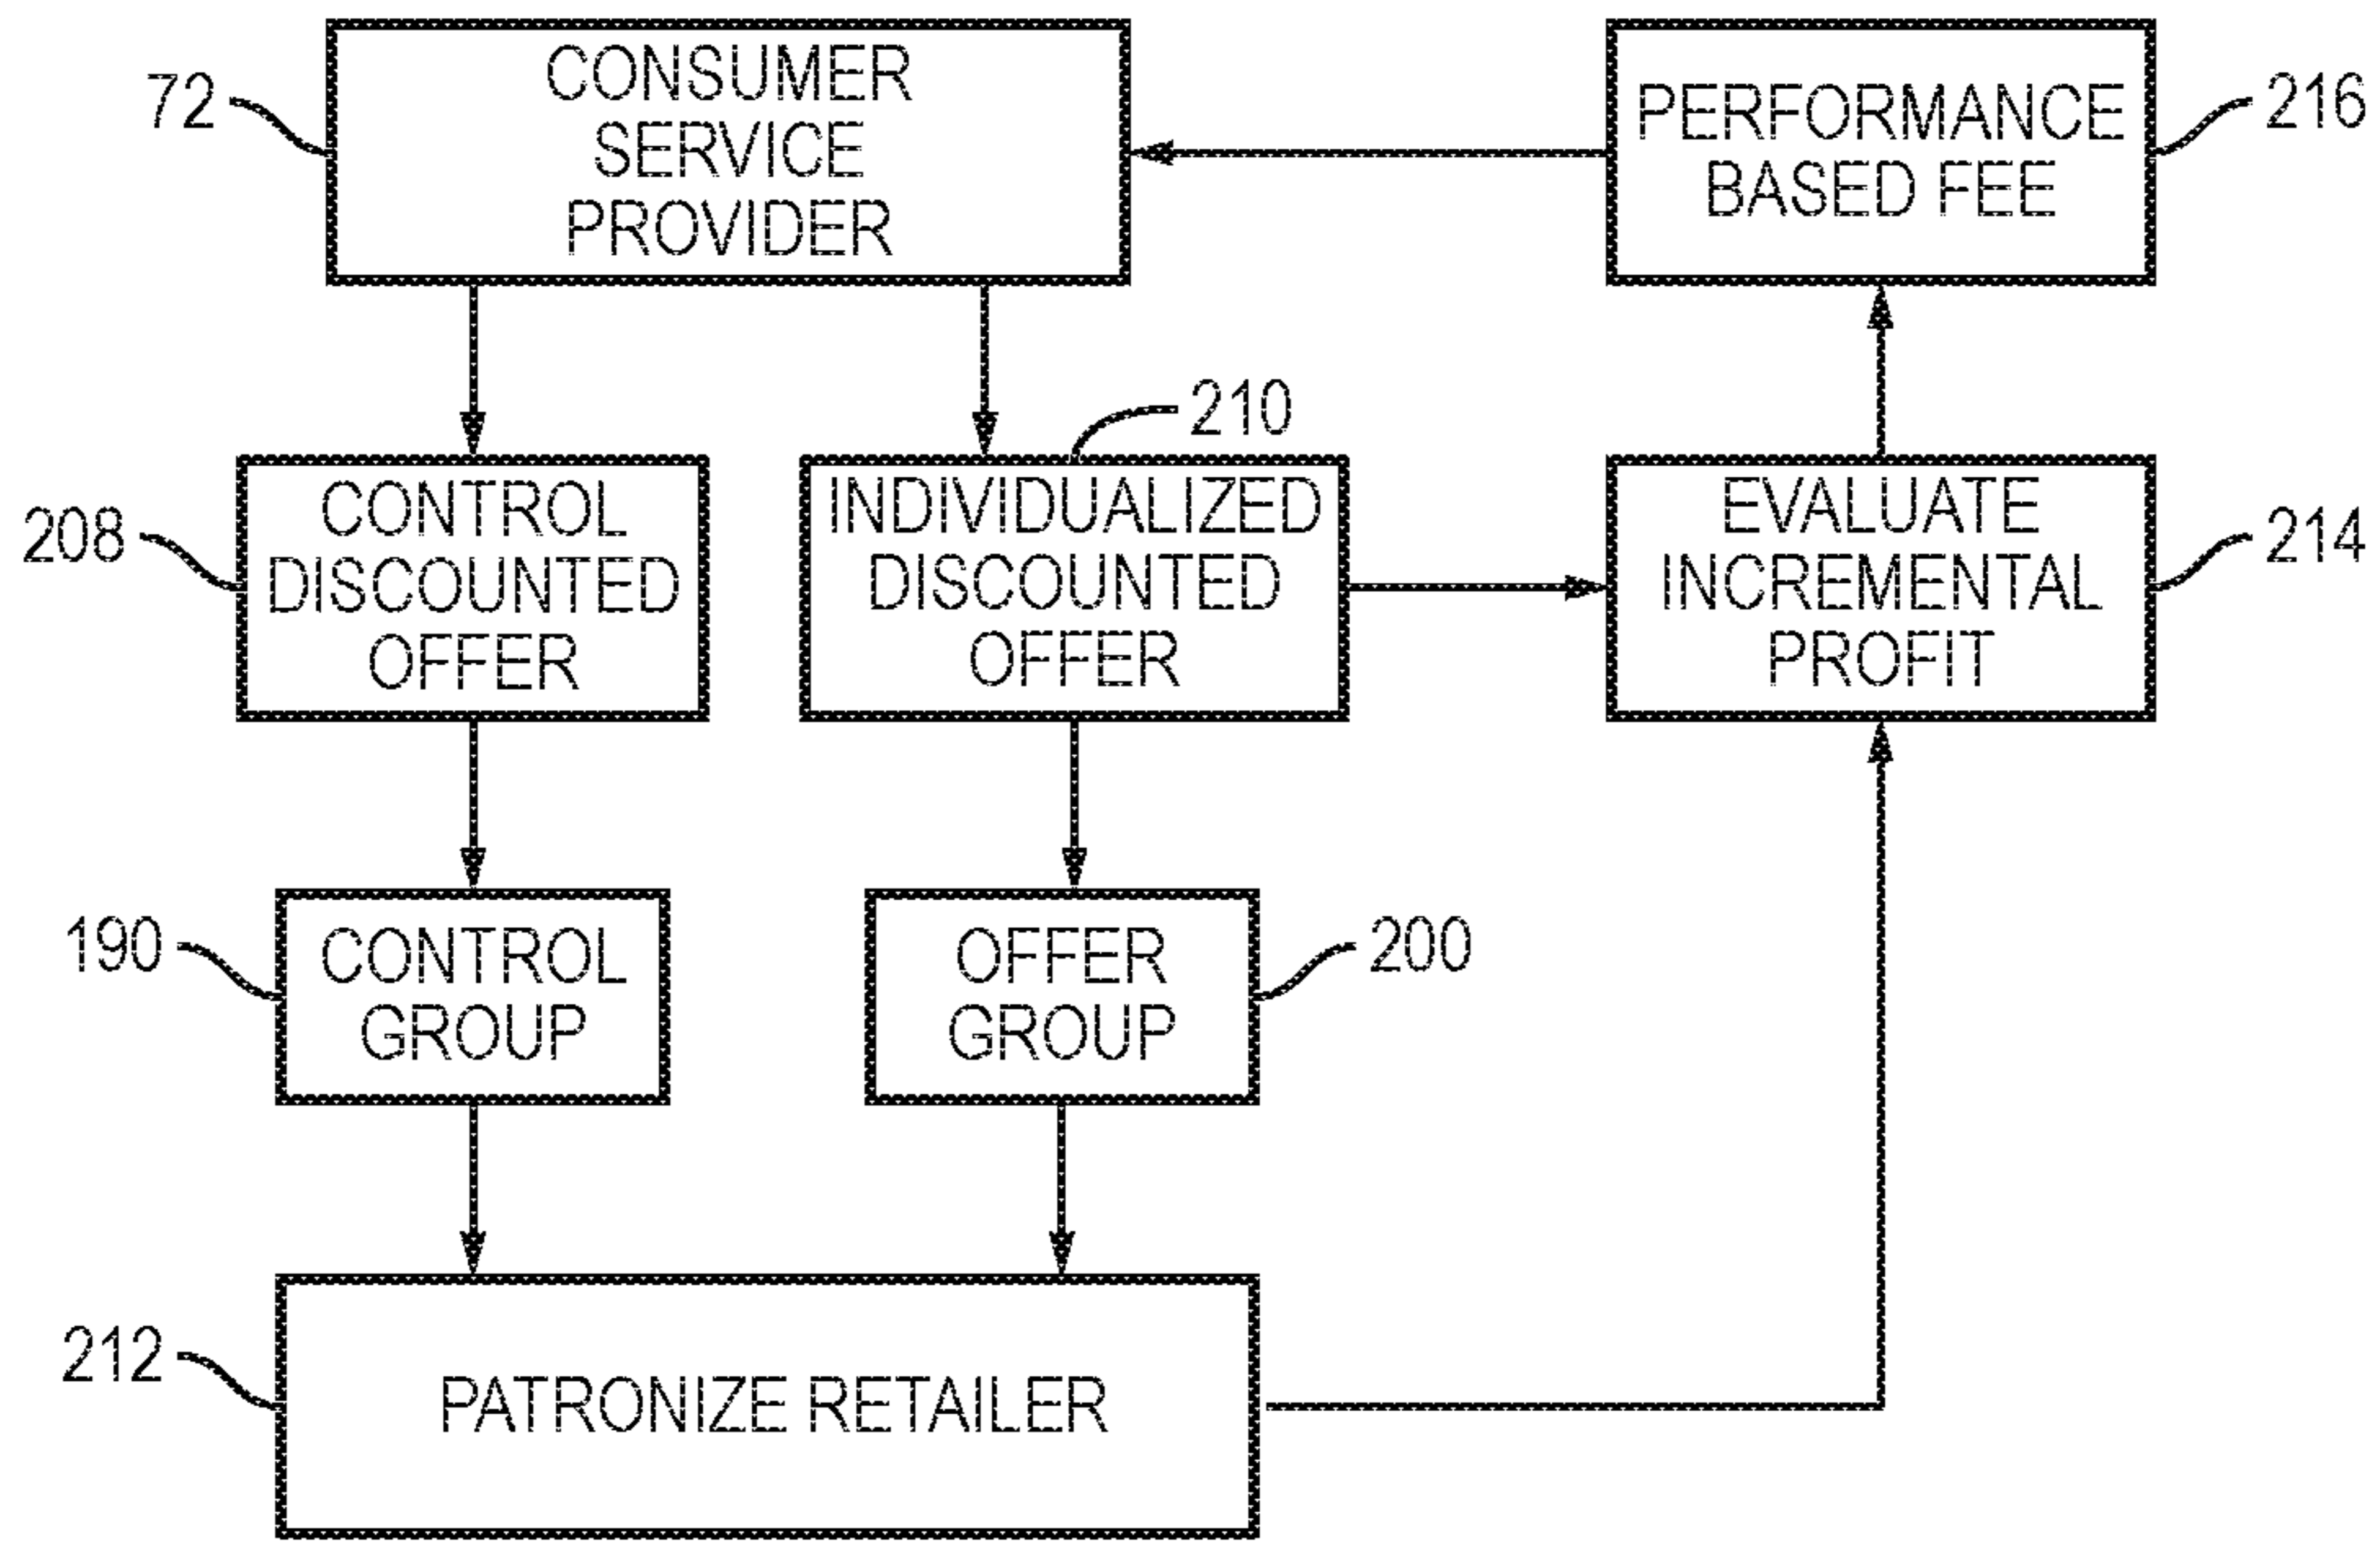 72
CONSUMER
SERVICE
PROVIDER
PERFORMANCE
BASED FEE
216
208
CONTROL
DISCOUNTED
OFFER
210
INDIVIDUALIZED
DISCOUNTED
OFFER
EVALUATE
INCREMENTAL
PROFIT
214
190
CONTROL
GROUP
OFFER
GROUP
200
212
PATRONIZE RETAILER